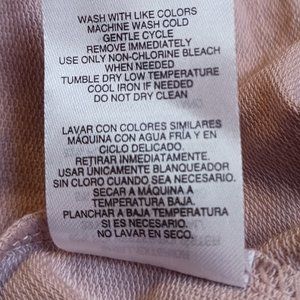 WASH WITH LIKE COLORS
MACHINE WASH COLD
GENTLE CYCLE
REMOVE IMMEDIATELY
USE ONLY NON-CHLORINE BLEACH
WHEN NEEDED
TUMBLE DRY LOW TEMPERATURE
COOL IRON IF NEEDED
DO NOT DRY CLEAN
LAVAR CON COLORES SIMILARES
MÁQUINA CON AGUA FRÍA Y EN
CICLO DELICADO.
RETIRAR INMEDIATAMENTE.
USAR ÚNICAMENTE BLANQUEADOR
SIN CLORO CUANDO SEA NECESARIO.
SECAR A MÁQUINA A
TEMPERATURA BAJA.
PLANCHAR A BAJA TEMPERATURA
SI ES NECESARIO.
NO LAVAR EN SECO.